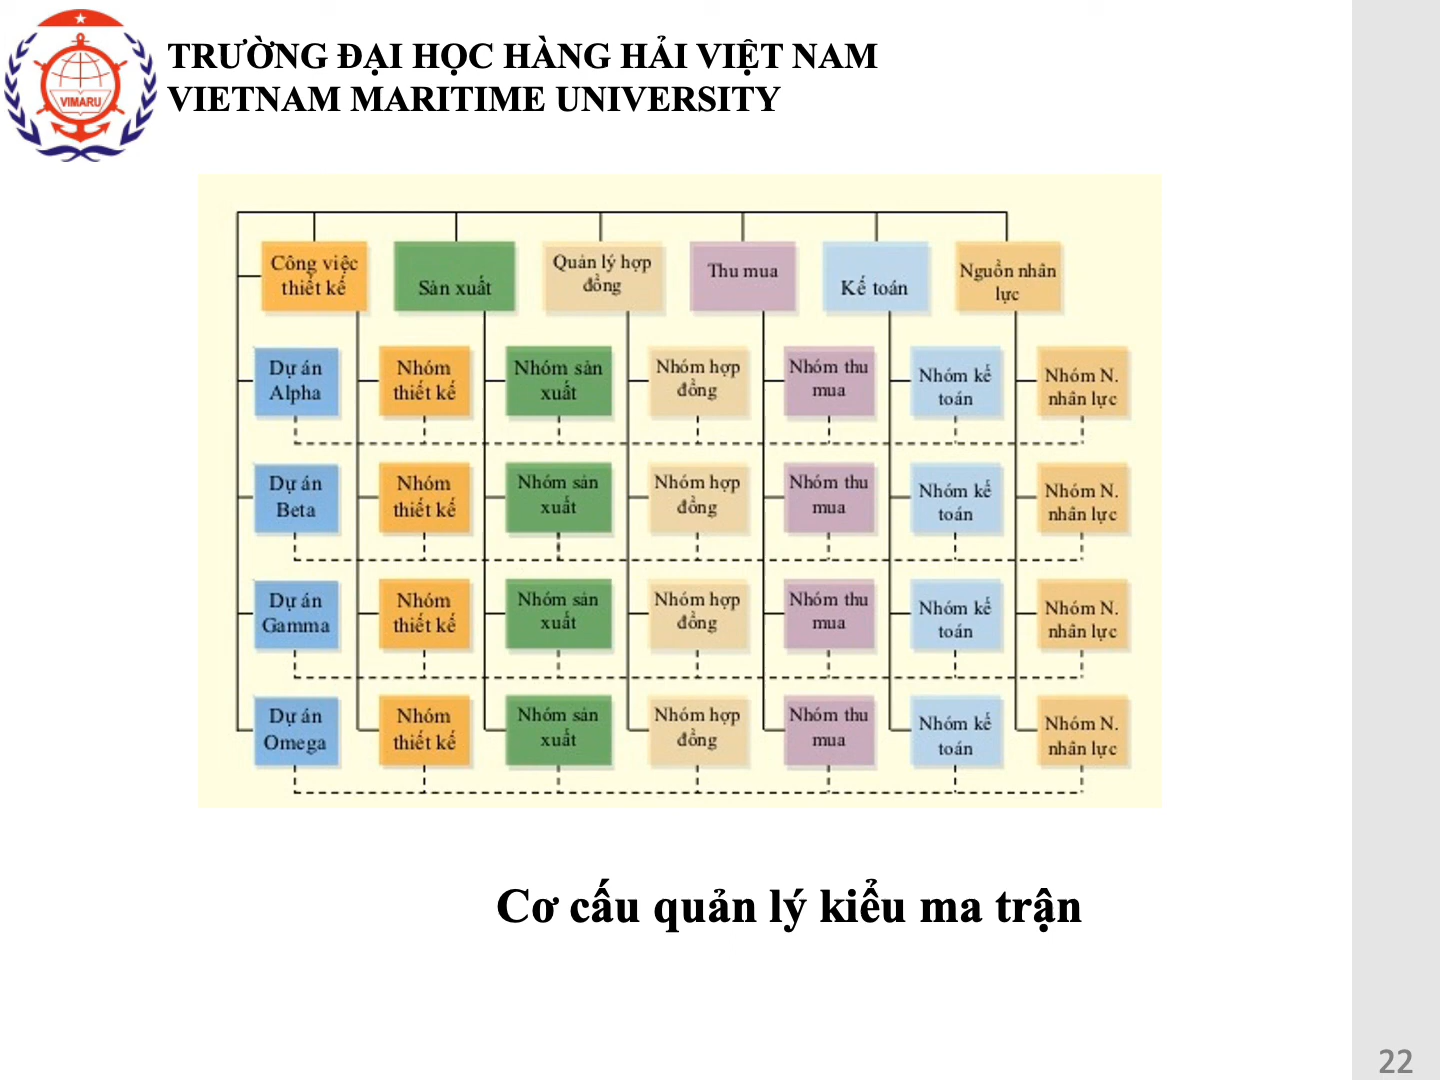 VIMARU
TRƯỜNG ĐẠI HỌC HÀNG HẢI VIỆT NAM
VIETNAM MARITIME UNIVERSITY
Công việc
thiết kế
Sản xuất
Quản lý hợp
đồng
Thu mua
Kế toán
Nguồn nhân
lực
Dự án
Alpha
Nhóm
thiết kế
Nhóm sản
xuất
Nhóm hợp
đồng
Nhóm thu
mua
Nhóm kế
toán
Nhóm N.
nhân lực
Dự án
Beta
Nhóm
thiết kế
Nhóm sản
xuất
Nhóm hợp
đồng
Nhóm thu
mua
Nhóm kế
toán
Nhóm N.
nhân lực
Dự án
Gamma
Nhóm
thiết kế
Nhóm sản
xuất
Nhóm hợp
đồng
Nhóm thu
mua
Nhóm kế
toán
Nhóm N.
nhân lực
Dự án
Omega
Nhóm
thiết kế
Nhóm sản
xuất
Nhóm hợp
đồng
Nhóm thu
mua
Nhóm kế
toán
Nhóm N.
nhân lực
Cơ cấu quản lý kiểu ma trận
22